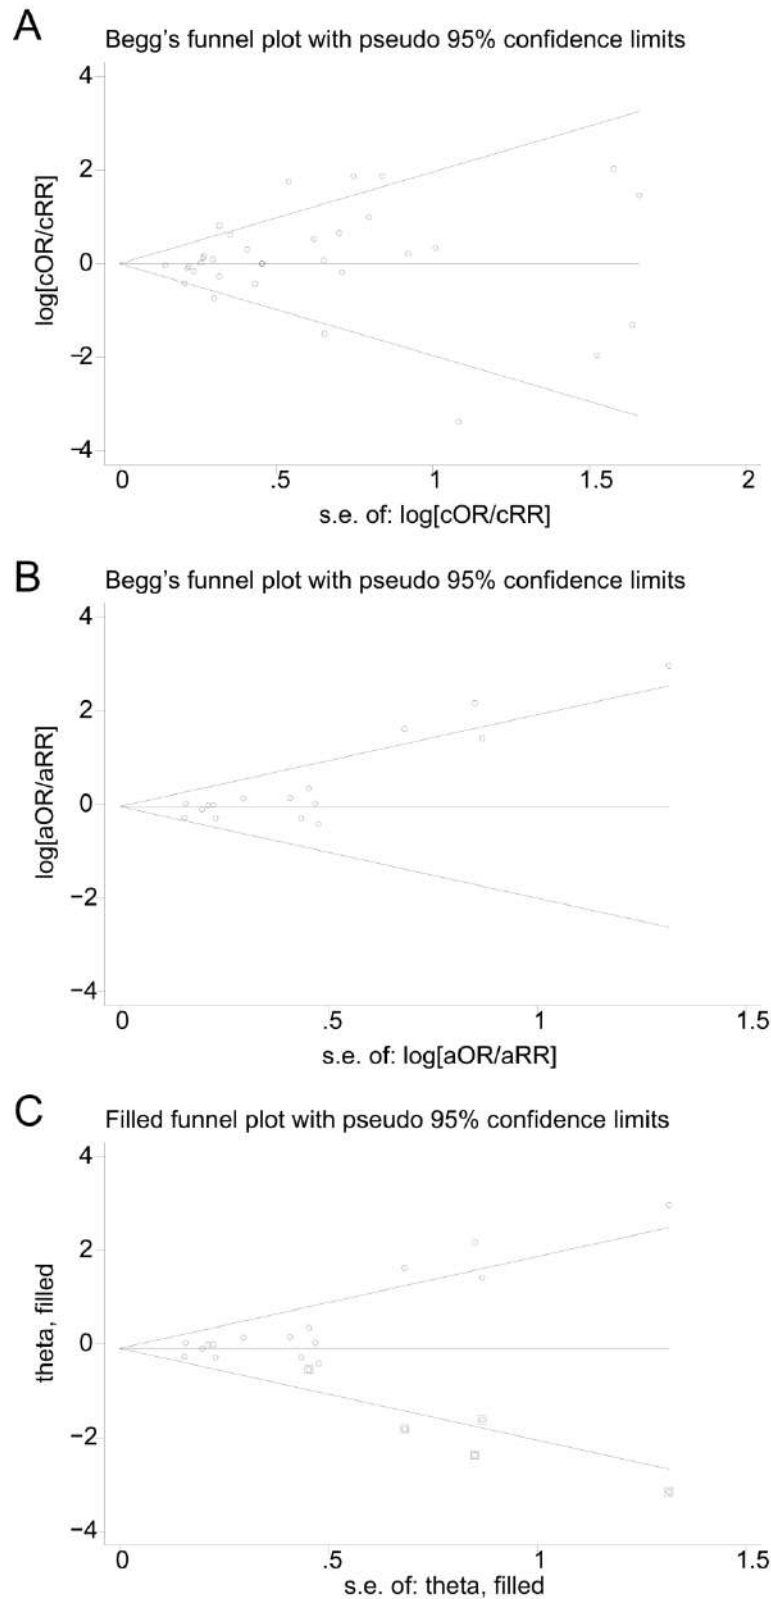 A
Begg’s funnel plot with pseudo 95% confidence limits
4
2
0
−2
−4
log[cOR/cRR]
0 .5 1 1.5 2
s.e. of: log[cOR/cRR]
B
Begg’s funnel plot with pseudo 95% confidence limits
4
2
0
−2
−4
log[aOR/aRR]
0 .5 1 1.5
s.e. of: log[aOR/aRR]
C
Filled funnel plot with pseudo 95% confidence limits
4
2
0
−2
−4
theta, filled
0 .5 1 1.5
s.e. of: theta, filled